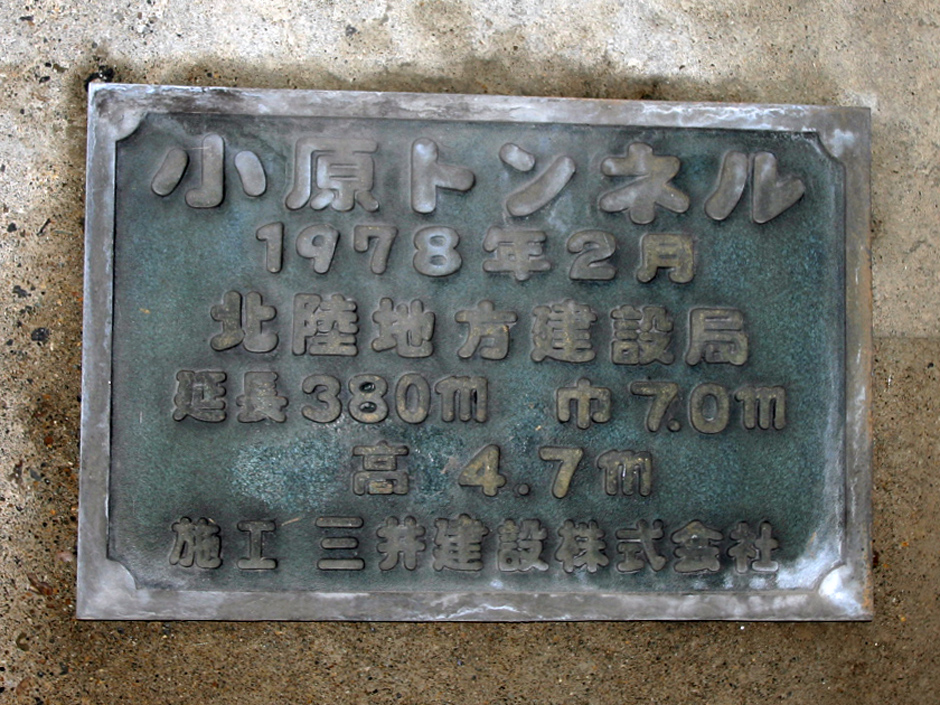 小原トンネル
1978年2月
北陸地方建設局
延長380m 巾7.0m
高 4.7m
施工 三井建設株式会社